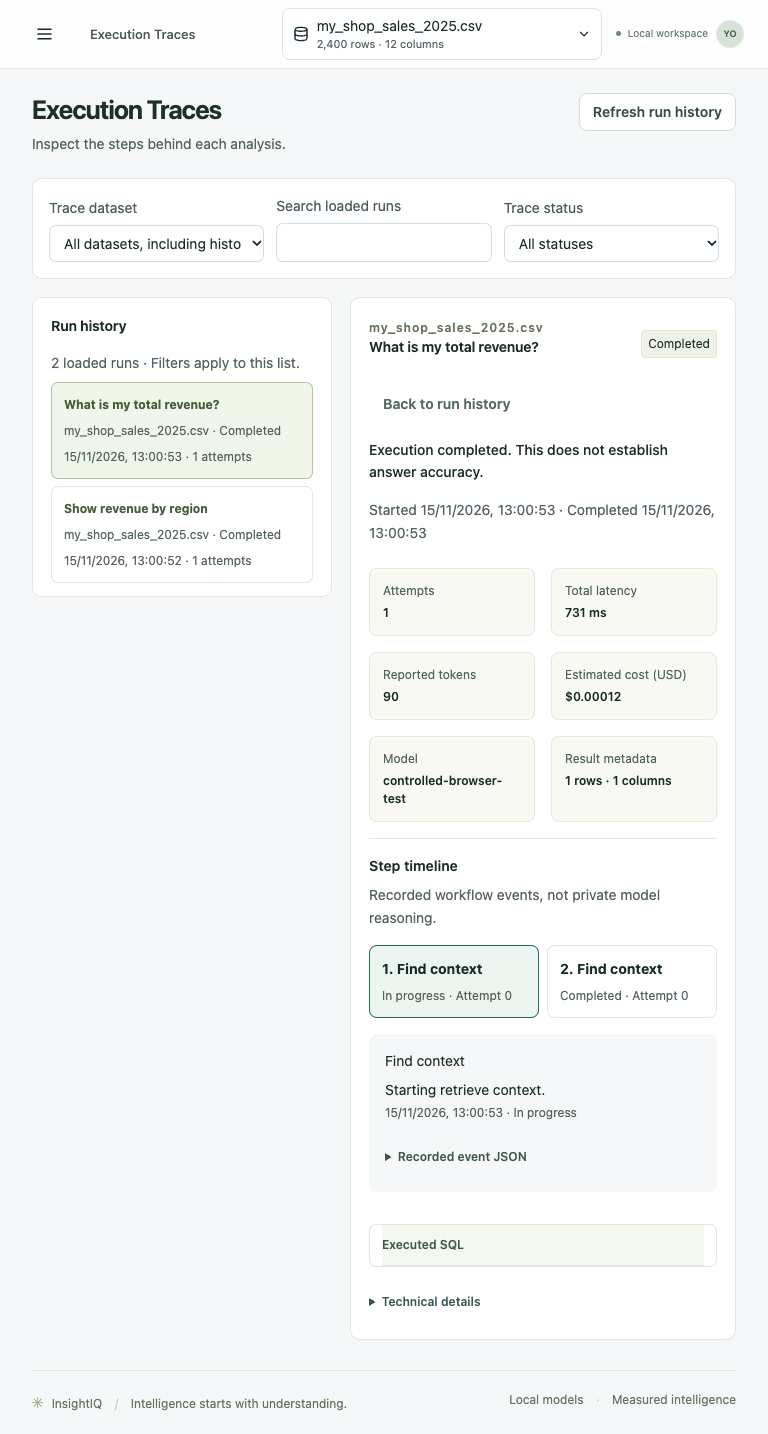 Execution Traces
my_shop_sales_2025.csv
2,400 rows · 12 columns
Local workspace
YO
Execution Traces
Refresh run history
Inspect the steps behind each analysis.
Trace dataset
Search loaded runs
Trace status
All datasets, including histo
All statuses
Run history
2 loaded runs · Filters apply to this list.
What is my total revenue?
my_shop_sales_2025.csv · Completed
15/11/2026, 13:00:53 · 1 attempts
Show revenue by region
my_shop_sales_2025.csv · Completed
15/11/2026, 13:00:52 · 1 attempts
my_shop_sales_2025.csv
What is my total revenue?
Completed
Back to run history
Execution completed. This does not establish
answer accuracy.
Started 15/11/2026, 13:00:53 · Completed 15/11/2026,
13:00:53
Attempts
1
Total latency
731 ms
Reported tokens
90
Estimated cost (USD)
$0.00012
Model
controlled-browser-
test
Result metadata
1 rows · 1 columns
Step timeline
Recorded workflow events, not private model
reasoning.
1. Find context
In progress · Attempt 0
2. Find context
Completed · Attempt 0
Find context
Starting retrieve context.
15/11/2026, 13:00:53 · In progress
Recorded event JSON
Executed SQL
Technical details
InsightIQ / Intelligence starts with understanding.
Local models · Measured intelligence